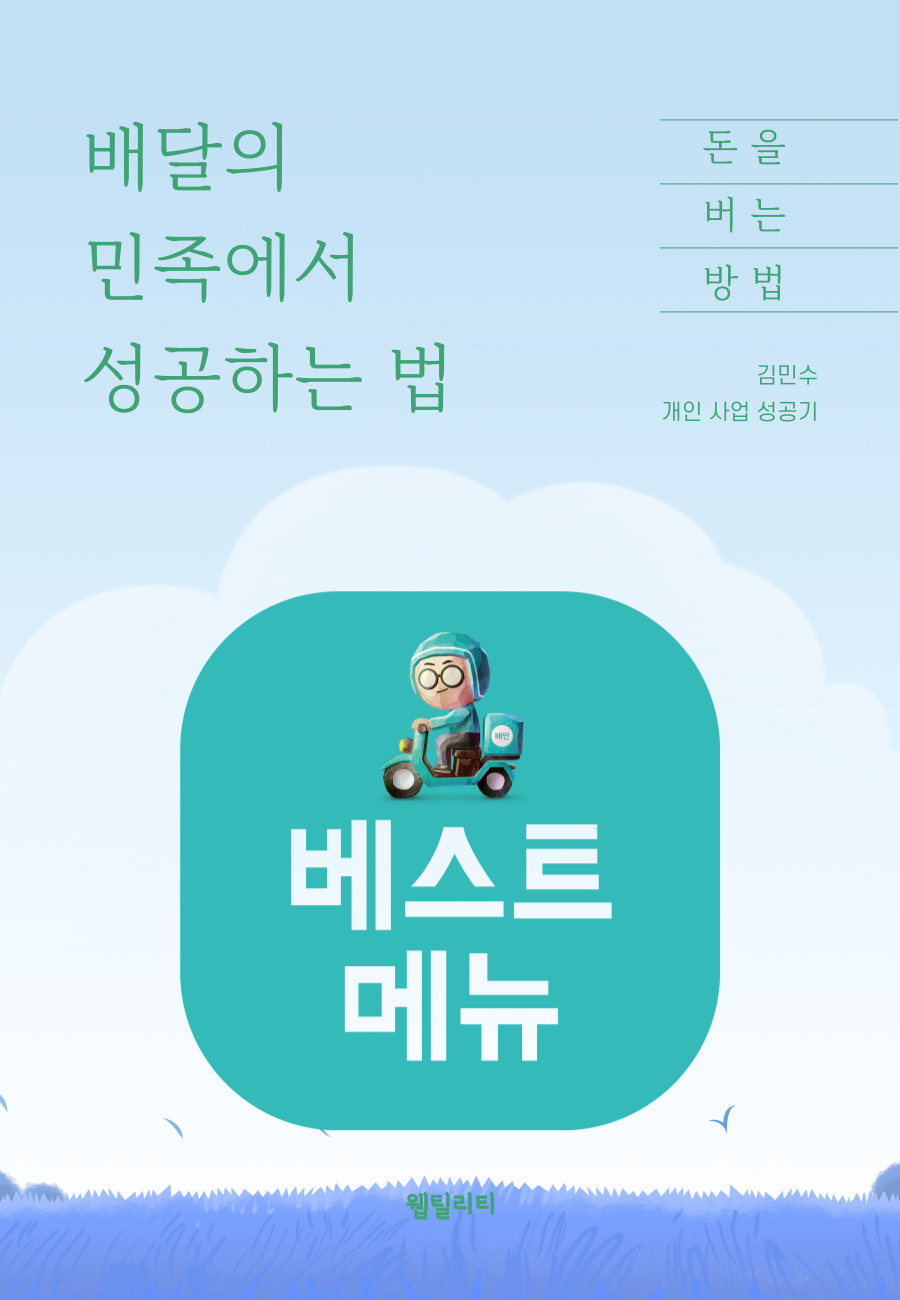 배달의
민족에서
성공하는 법
돈을
버는
방법
김민수
개인 사업 성공기
배민
베스트
메뉴
웹틸리티